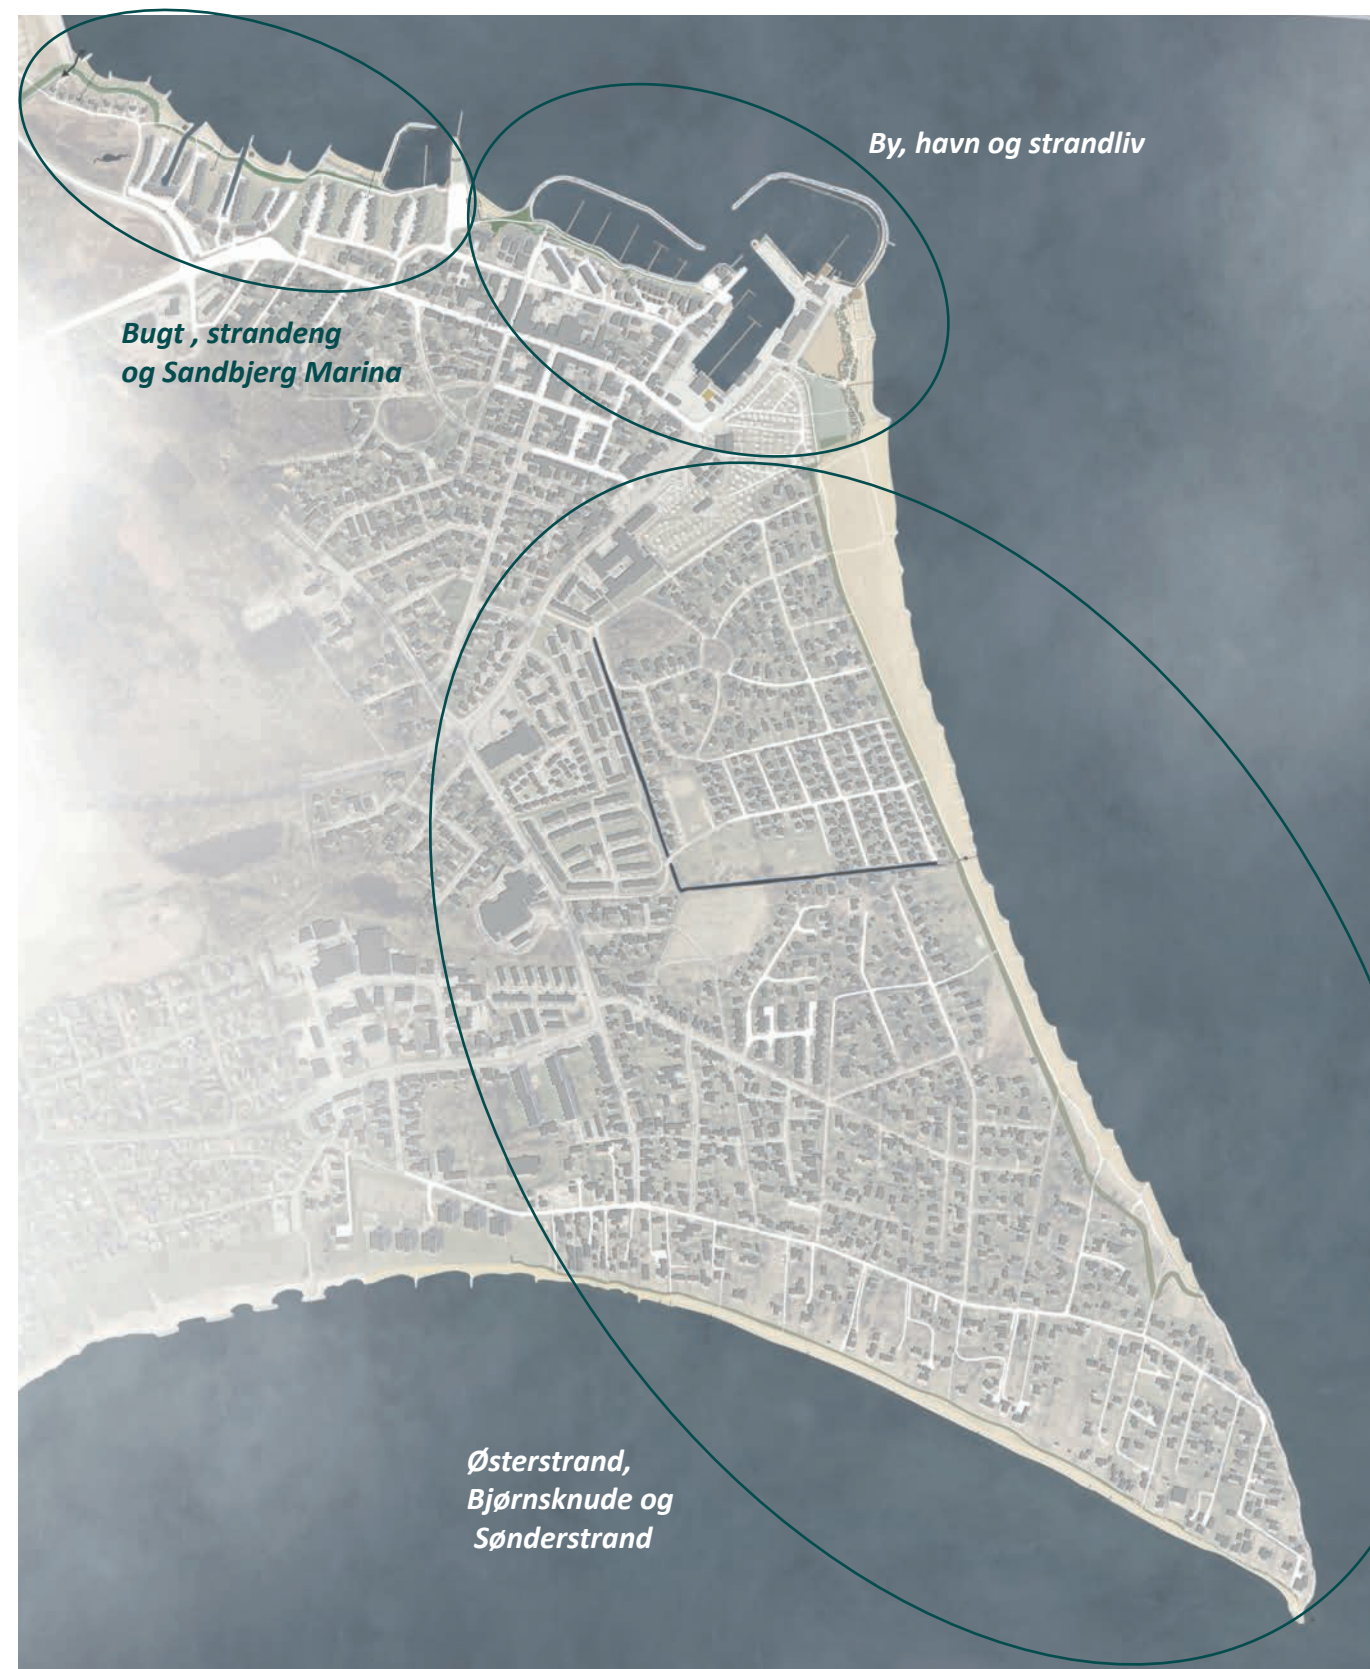 By, havn og strandliv
Bugt , strandeng
og Sandbjerg Marina
Østerstrand,
Bjørnsknude og
Sønderstrand